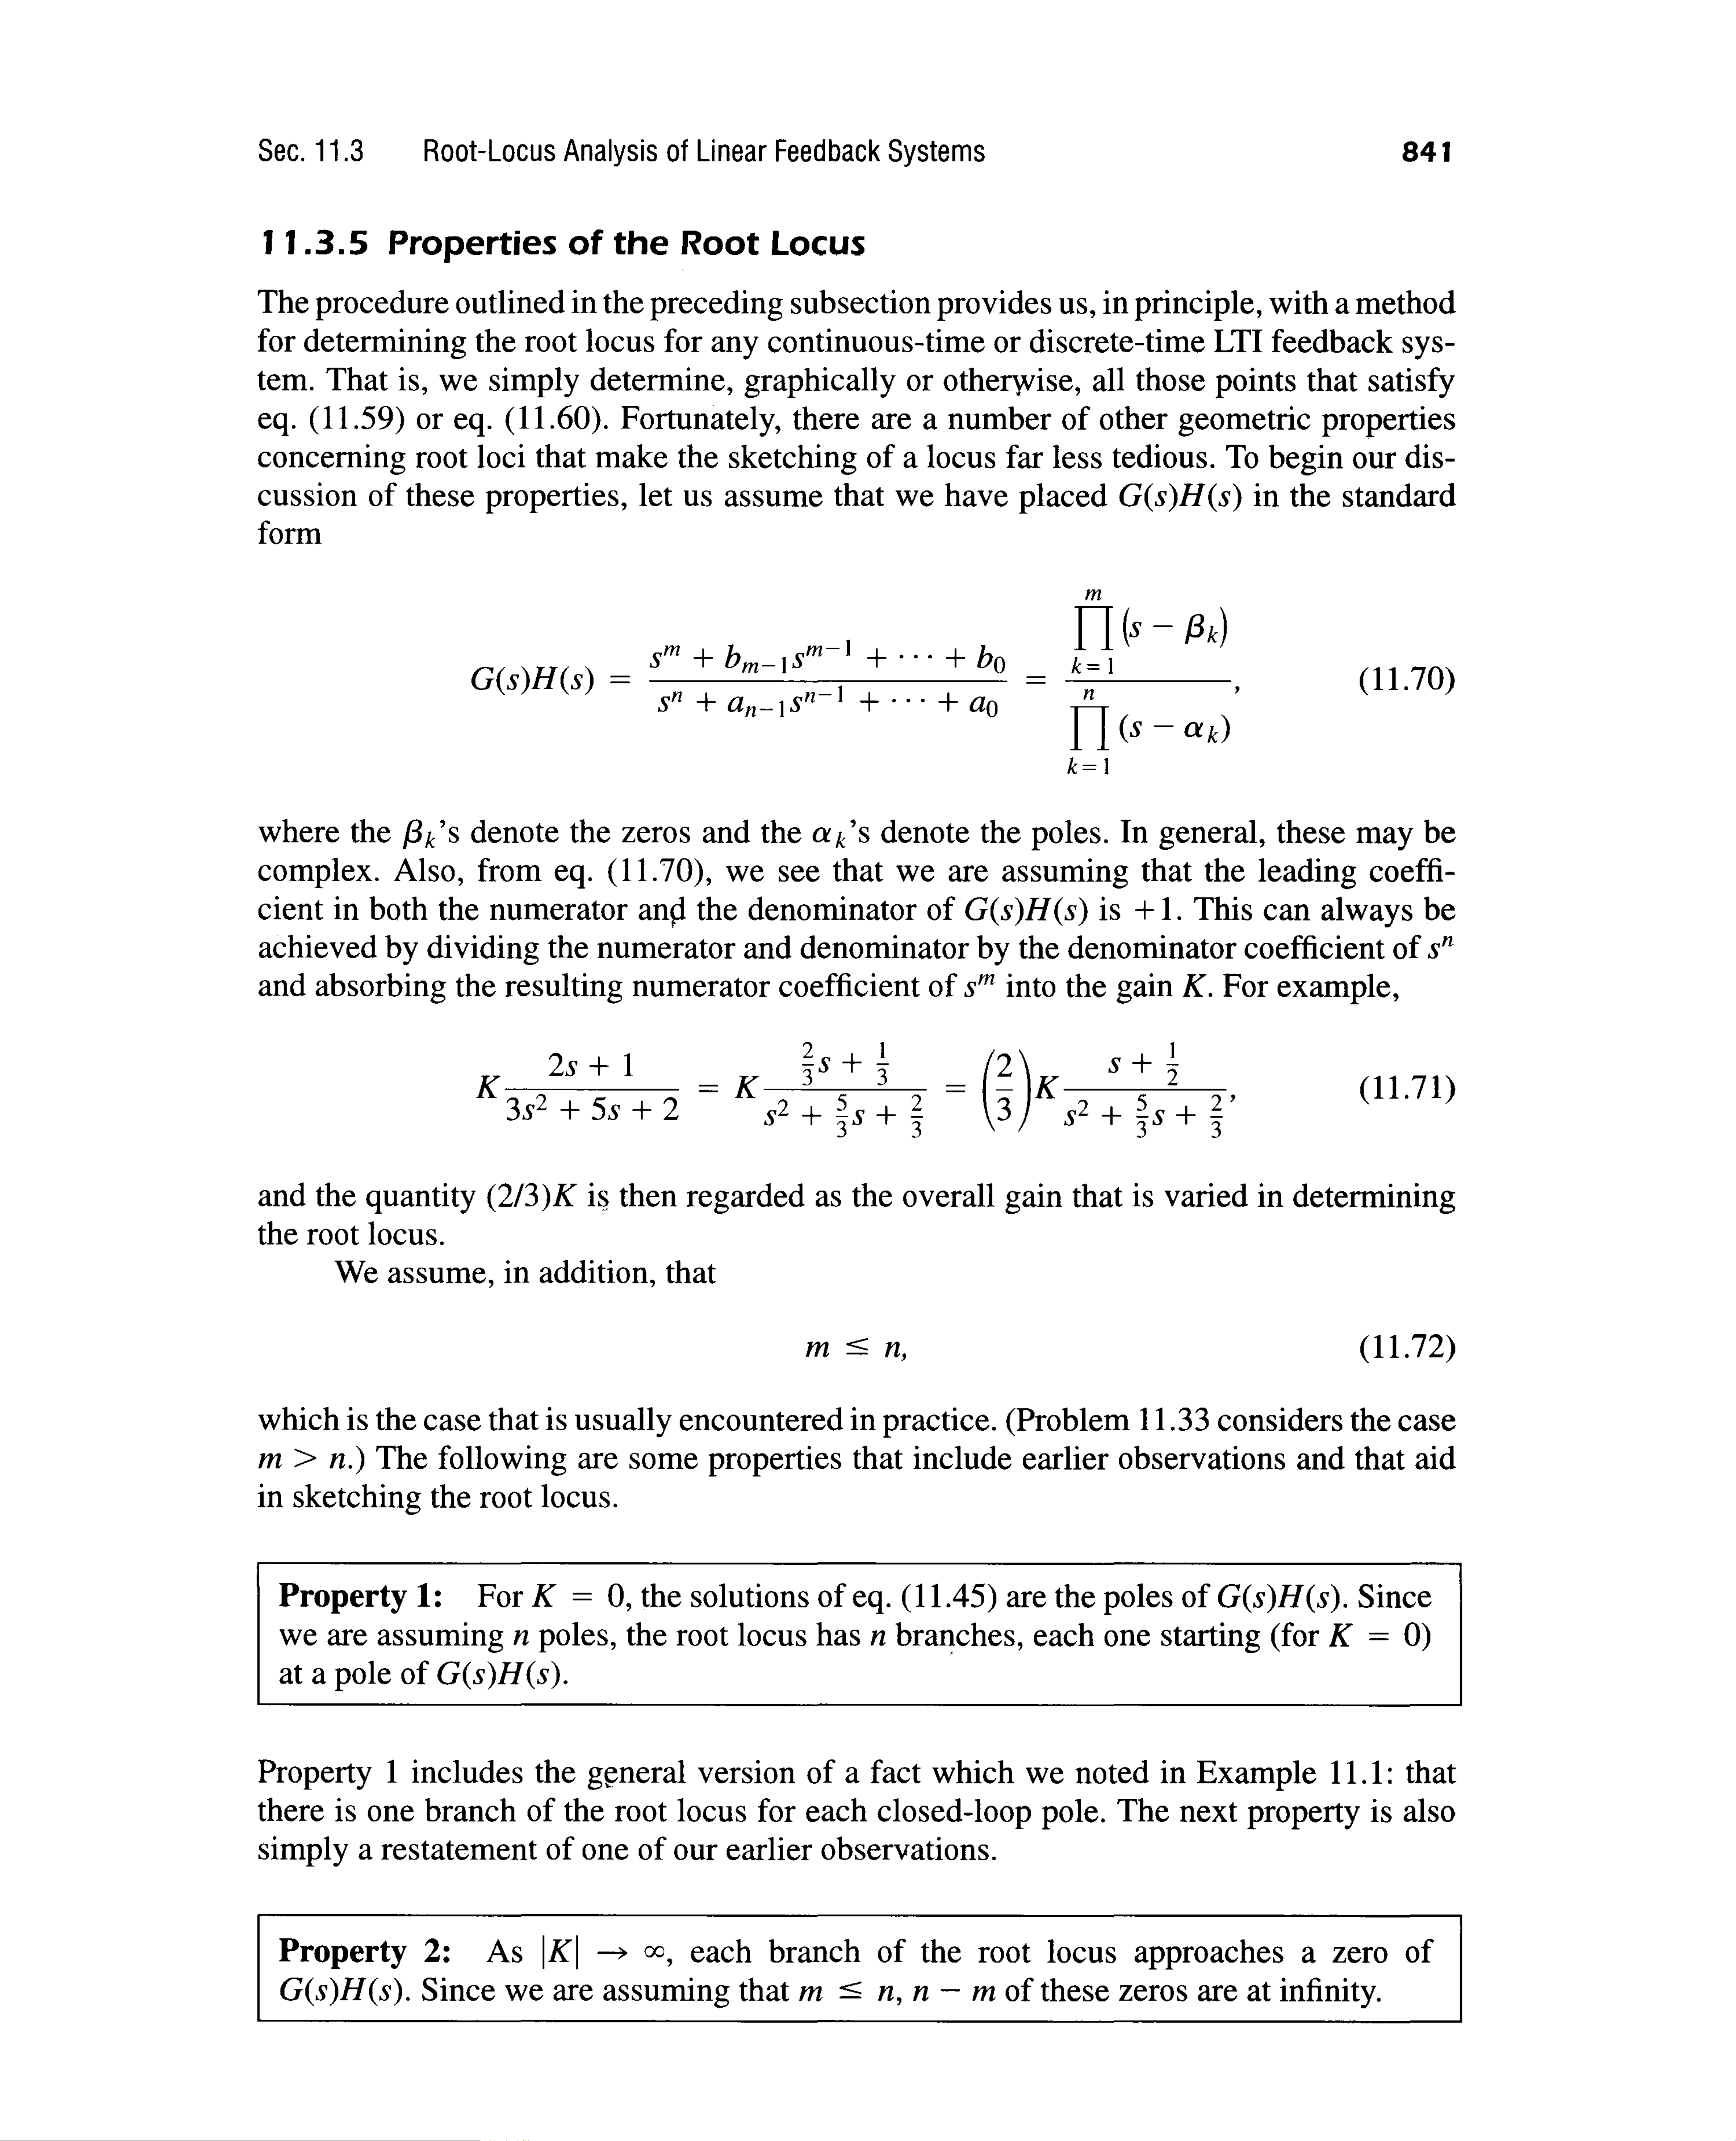 Sec. 11.3 Root-Locus Analysis of Linear Feedback Systems 841
11.3.5 Properties of the Root Locus
The procedure outlined in the preceding subsection provides us, in principle, with a method
for determining the root locus for any continuous-time or discrete-time LTI feedback sys-
tem. That is, we simply determine, graphically or otherwise, all those points that satisfy
eq. (11.59) or eq. (11.60). Fortunately, there are a number of other geometric properties
concerning root loci that make the sketching of a locus far less tedious. To begin our dis-
cussion of these properties, let us assume that we have placed G(s)H(s) in the standard
form
G(s)H(s) = \frac{s^m + b_{m-1}s^{m-1} + \cdots + b_0}{s^n + a_{n-1}s^{n-1} + \cdots + a_0} = \frac{\prod_{k=1}^{m}(s - β_k)}{\prod_{k=1}^{n}(s - α_k)}, (11.70)
where the β_k's denote the zeros and the α_k's denote the poles. In general, these may be
complex. Also, from eq. (11.70), we see that we are assuming that the leading coeffi-
cient in both the numerator and the denominator of G(s)H(s) is +1. This can always be
achieved by dividing the numerator and denominator by the denominator coefficient of s^n
and absorbing the resulting numerator coefficient of s^m into the gain K. For example,
K\frac{2s + 1}{3s^2 + 5s + 2} = K\frac{\frac{2}{3}s + \frac{1}{3}}{s^2 + \frac{5}{3}s + \frac{2}{3}} = \left(\frac{2}{3}\right)K\frac{s + \frac{1}{2}}{s^2 + \frac{5}{3}s + \frac{2}{3}}, (11.71)
and the quantity (2/3)K is then regarded as the overall gain that is varied in determining
the root locus.
We assume, in addition, that
m ≤ n, (11.72)
which is the case that is usually encountered in practice. (Problem 11.33 considers the case
m > n.) The following are some properties that include earlier observations and that aid
in sketching the root locus.
Property 1: For K = 0, the solutions of eq. (11.45) are the poles of G(s)H(s). Since
we are assuming n poles, the root locus has n branches, each one starting (for K = 0)
at a pole of G(s)H(s).
Property 1 includes the general version of a fact which we noted in Example 11.1: that
there is one branch of the root locus for each closed-loop pole. The next property is also
simply a restatement of one of our earlier observations.
Property 2: As |K| → ∞, each branch of the root locus approaches a zero of
G(s)H(s). Since we are assuming that m ≤ n, n − m of these zeros are at infinity.